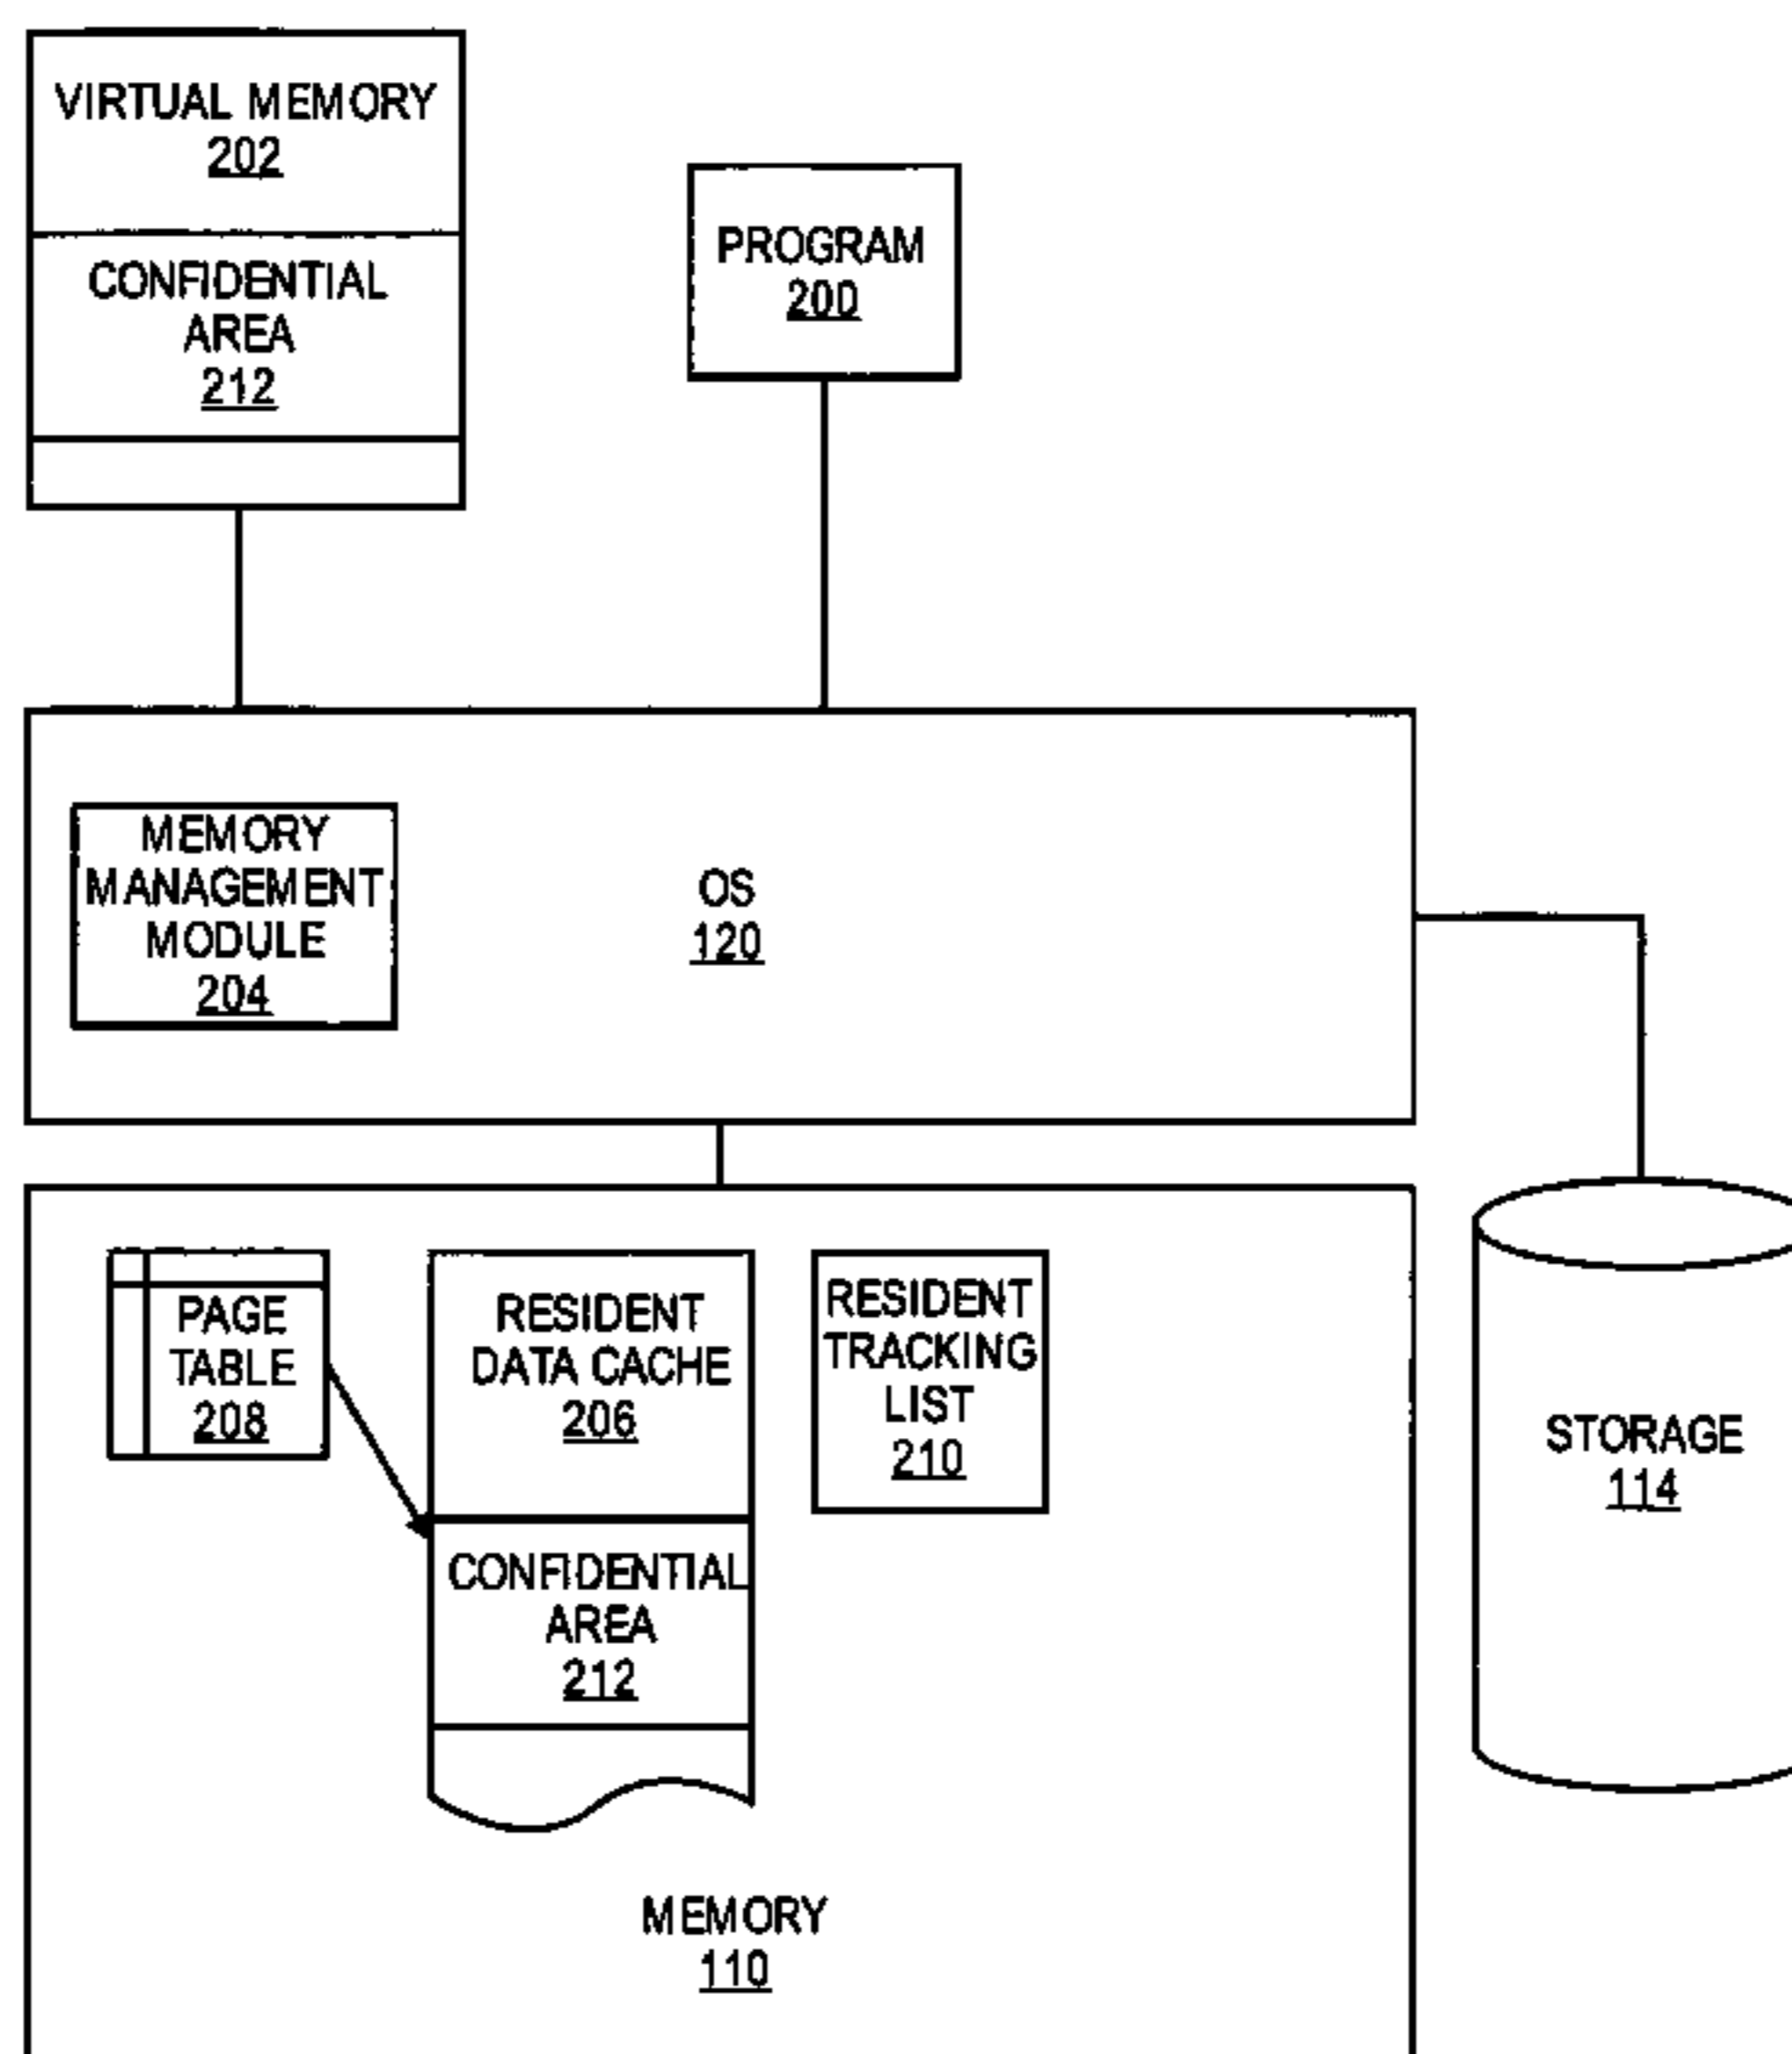 VIRTUAL MEMORY
202
CONFIDENTIAL
AREA
212
PROGRAM
200
MEMORY
MANAGEMENT
MODULE
204
OS
120
PAGE
TABLE
208
RESIDENT
DATA CACHE
206
CONFIDENTIAL
AREA
212
RESIDENT
TRACKING
LIST
210
STORAGE
114
MEMORY
110